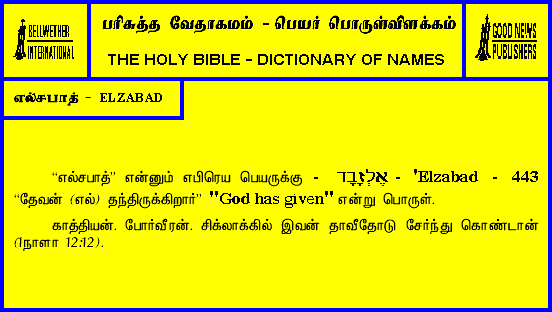 BELLWETHER
INTERNATIONAL
பரிசுத்த வேதாகமம் - பெயர் பொருள்விளக்கம்
THE HOLY BIBLE - DICTIONARY OF NAMES
GOOD NEWS
PUBLISHERS
எல்சபாத் - ELZABAD
“எல்சபாத்” என்னும் எபிரெய பெயருக்கு - אֶלְזָבָד - 'Elzabad - 443
“தேவன் (எல்) தந்திருக்கிறார்” "God has given" என்று பொருள்.
காத்தியன். போர்வீரன். சிக்லாக்கில் இவன் தாவீதோடு சேர்ந்து கொண்டான்
(1நாளா 12:12).